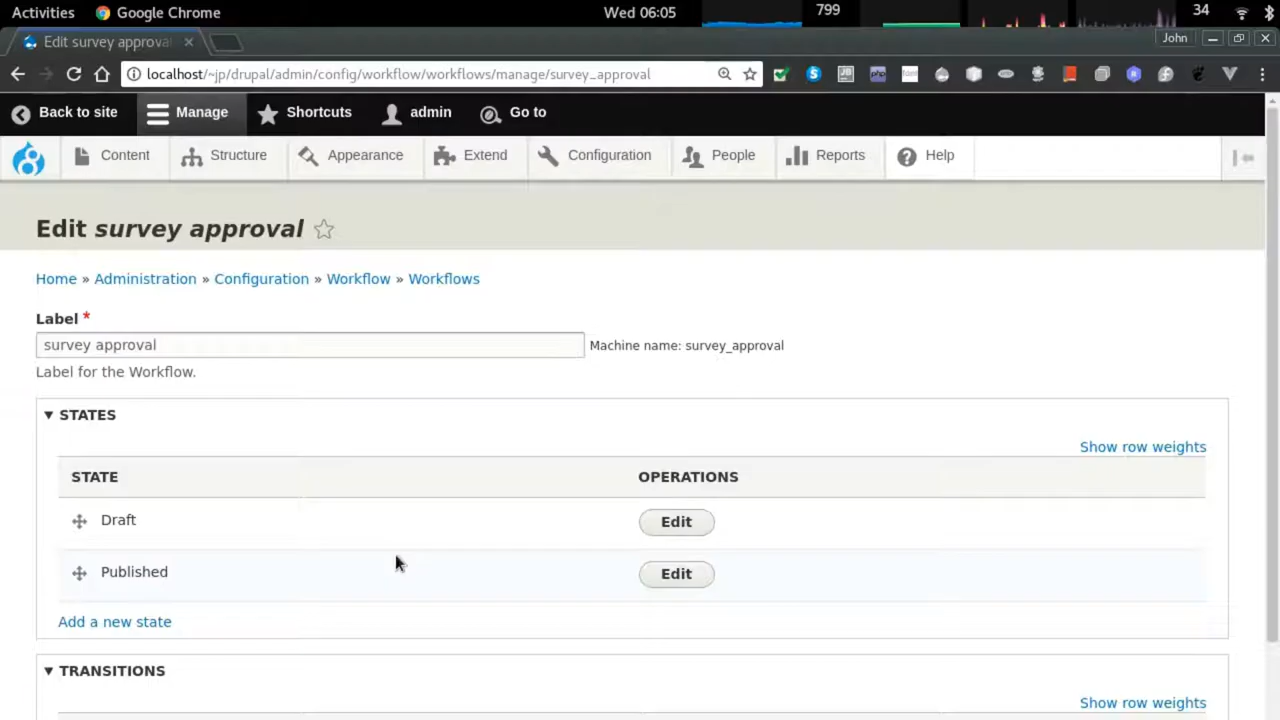 Activities Google Chrome Wed 06:05 799 34
Edit survey approval John
localhost/~jp/drupal/admin/config/workflow/workflows/manage/survey_approval
Back to site Manage Shortcuts admin Go to
Content Structure Appearance Extend Configuration People Reports Help
Edit survey approval
Home » Administration » Configuration » Workflow » Workflows
Label *
survey approval Machine name: survey_approval
Label for the Workflow.
▼ STATES
Show row weights
STATE OPERATIONS
Draft Edit
Published Edit
Add a new state
▼ TRANSITIONS
Show row weights